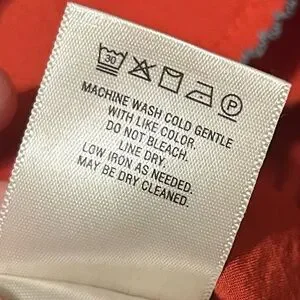 30 P
MACHINE WASH COLD GENTLE
WITH LIKE COLOR.
DO NOT BLEACH.
LINE DRY.
LOW IRON AS NEEDED.
MAY BE DRY CLEANED.